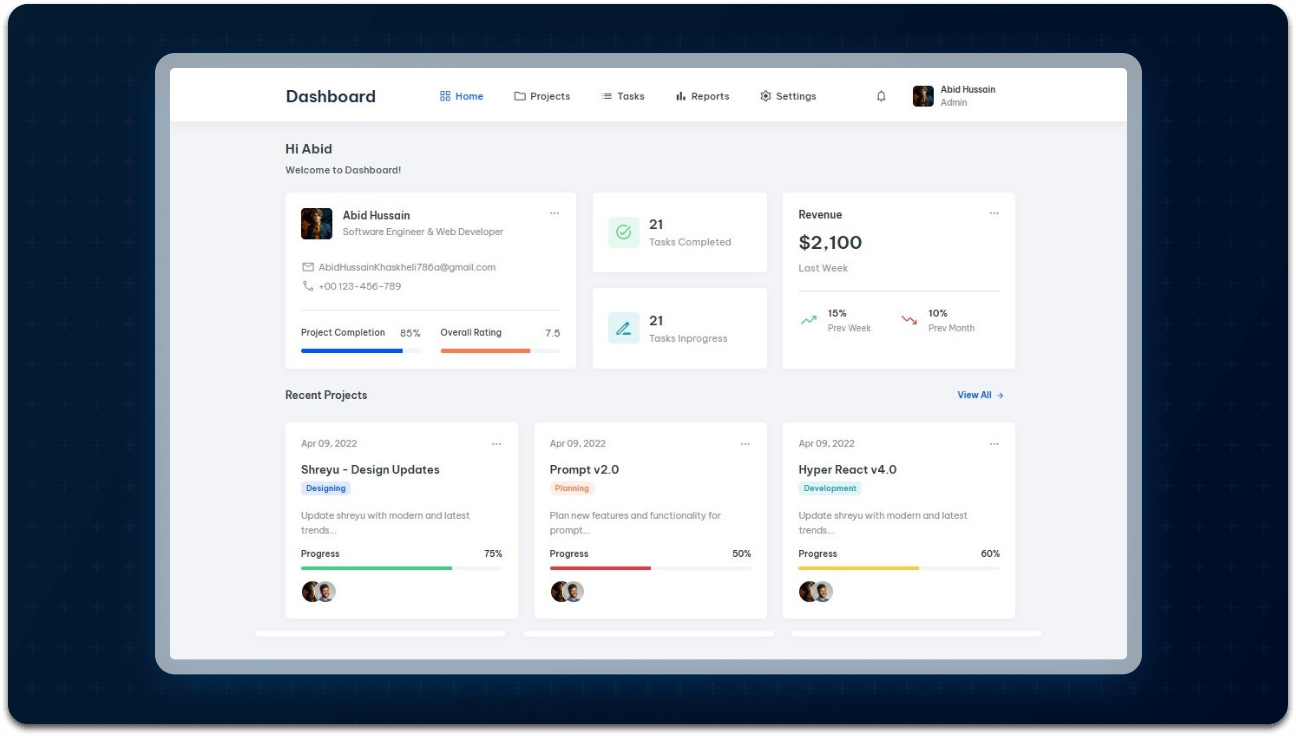 Dashboard
Home
Projects
Tasks
Reports
Settings
Abid Hussain
Admin
Hi Abid
Welcome to Dashboard!
Abid Hussain
Software Engineer & Web Developer
AbidHussainKhaskheli786a@gmail.com
+00123-456-789
Project Completion 85%
Overall Rating 7.5
21
Tasks Completed
21
Tasks Inprogress
Revenue
$2,100
Last Week
15%
Prev Week
10%
Prev Month
Recent Projects
View All
Apr 09, 2022
Shreyu - Design Updates
Designing
Update shreyu with modern and latest
trends...
Progress 75%
Apr 09, 2022
Prompt v2.0
Planning
Plan new features and functionality for
prompt...
Progress 50%
Apr 09, 2022
Hyper React v4.0
Development
Update shreyu with modern and latest
trends...
Progress 60%